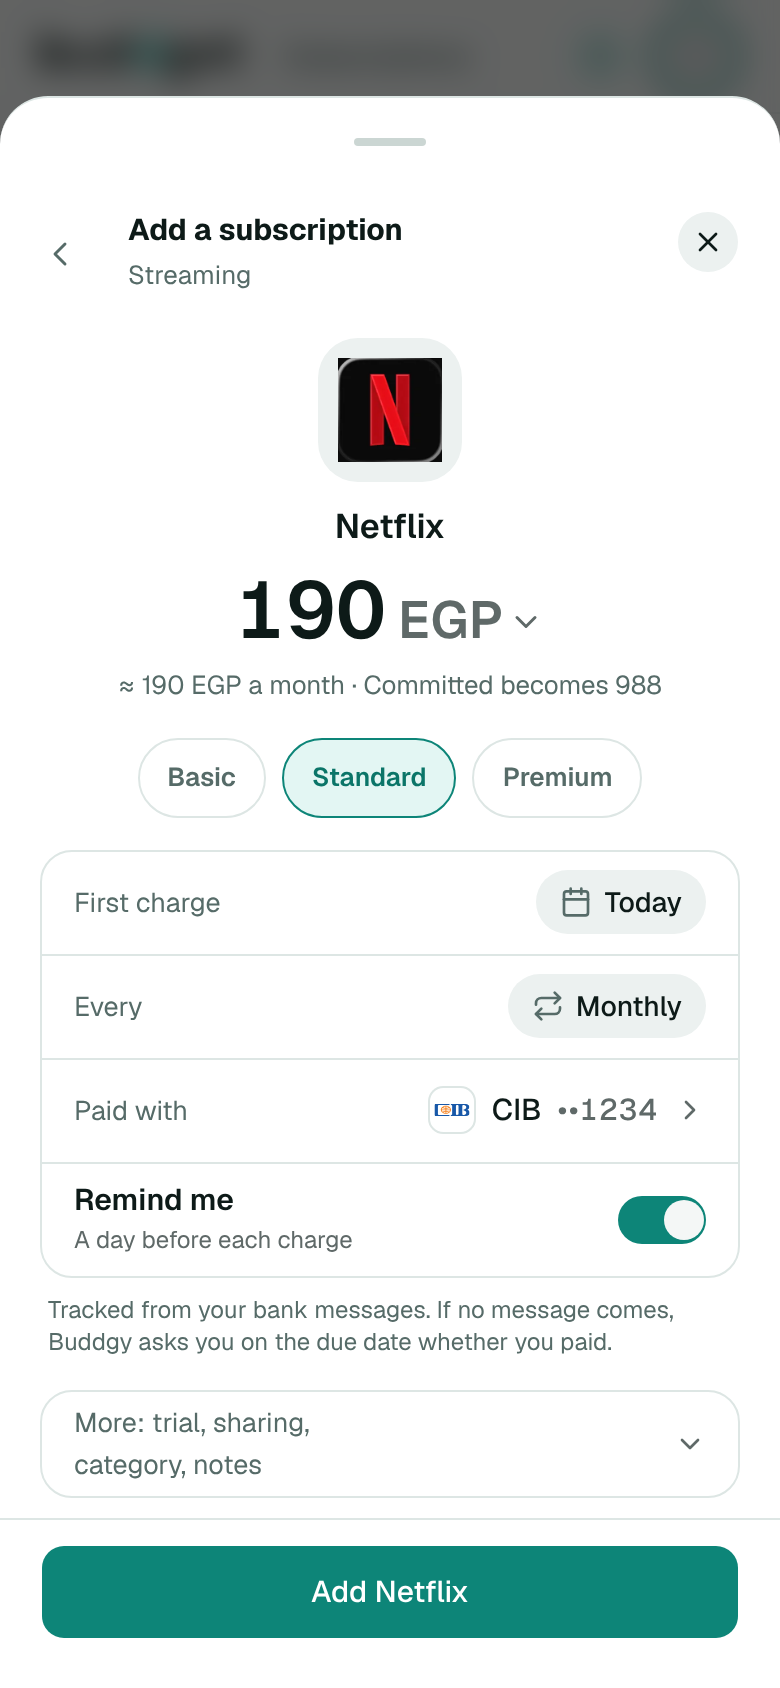 Add a subscription
Streaming
N
Netflix
190 EGP
≈ 190 EGP a month · Committed becomes 988
Basic
Standard
Premium
First charge
Today
Every
Monthly
Paid with
CIB
CIB ••1234
Remind me
A day before each charge
Tracked from your bank messages. If no message comes,
Buddgy asks you on the due date whether you paid.
More: trial, sharing,
category, notes
Add Netflix